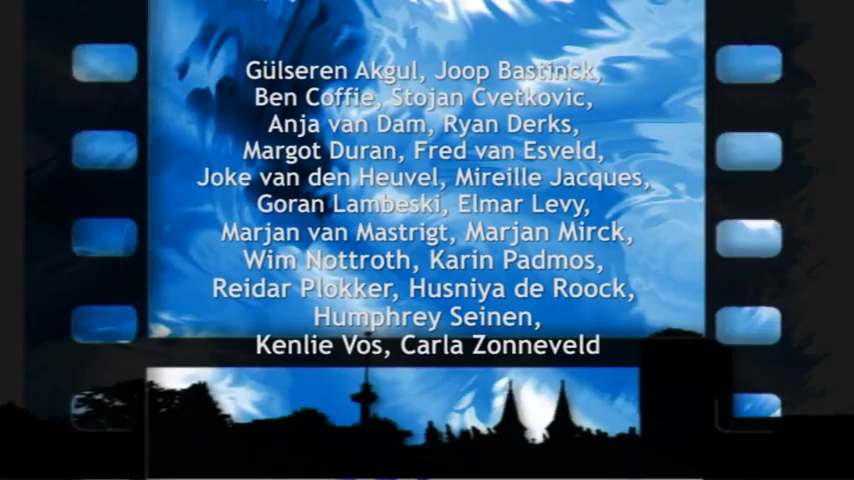 Gülseren Akgul, Joop Bastinck,
Ben Coffie, Stojan Cvetkovic,
Anja van Dam, Ryan Derks,
Margot Duran, Fred van Esveld,
Joke van den Heuvel, Mireille Jacques,
Goran Lambeski, Elmar Levy,
Marjan van Mastrigt, Marjan Mirck,
Wim Nottroth, Karin Padmos,
Reidar Plokker, Husniya de Roock,
Humphrey Seinen,
Kenlie Vos, Carla Zonneveld